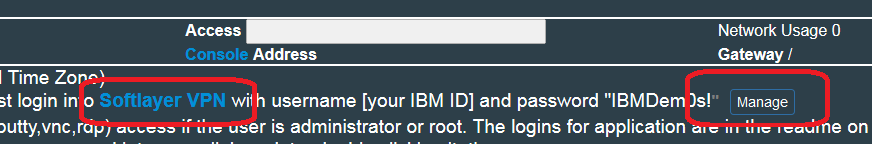 Access Network Usage 0
Console Address Gateway /
Time Zone)
st login into Softlayer VPN with username [your IBM ID] and password "IBMDem0s!" Manage
putty,vnc,rdp) access if the user is administrator or root. The logins for application are in the readme on